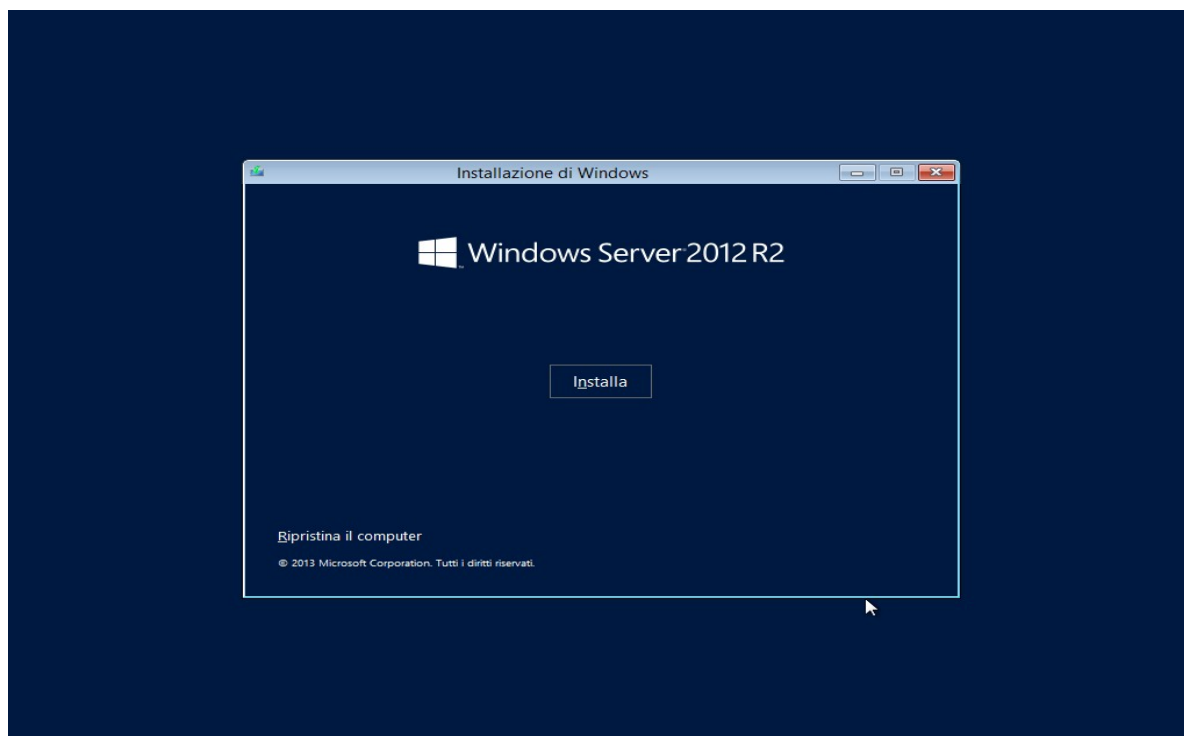 Installazione di Windows
Windows Server 2012 R2
Installa
Ripristina il computer
© 2013 Microsoft Corporation. Tutti i diritti riservati.